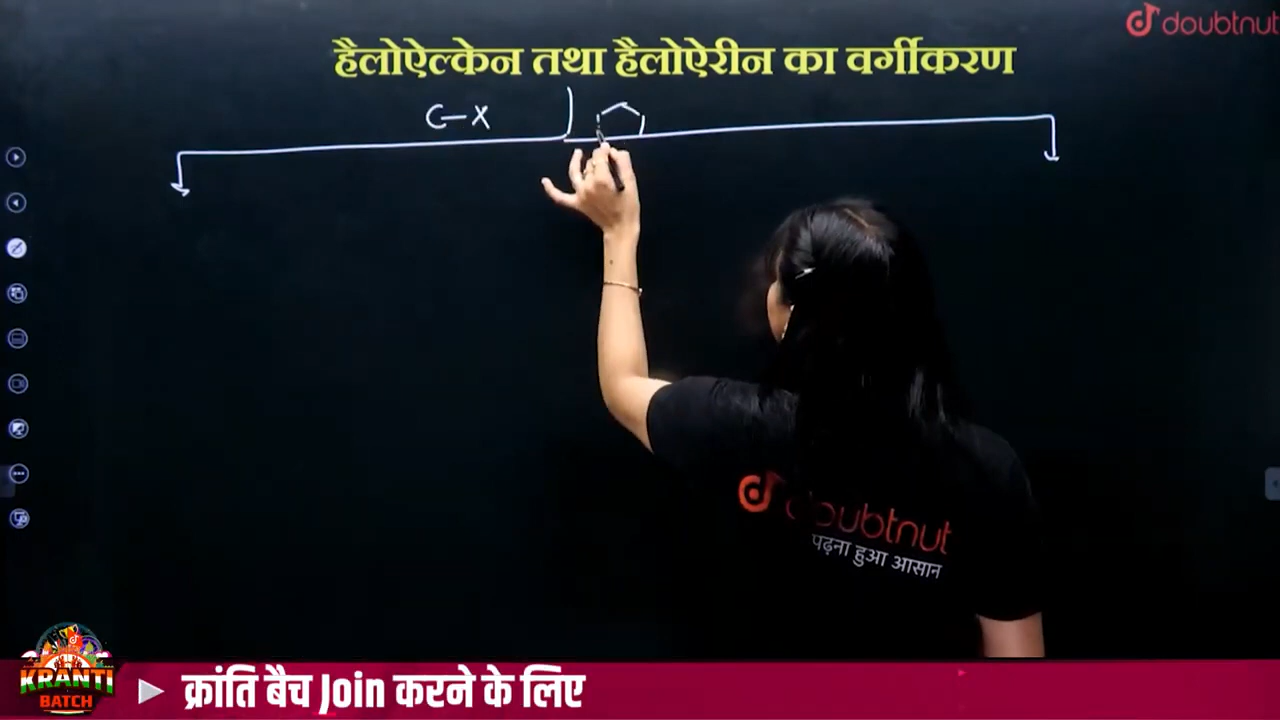 doubtnut
हैलोऐल्केन तथा हैलोऐरीन का वर्गीकरण
C-X
doubtnut
पढ़ना हुआ आसान
KRANTI
BATCH
क्रांति बैच Join करने के लिए